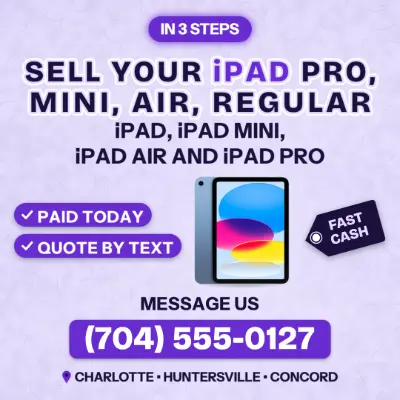 IN 3 STEPS
SELL YOUR iPAD PRO,
MINI, AIR, REGULAR
iPAD, iPAD MINI,
iPAD AIR AND iPAD PRO
PAID TODAY
QUOTE BY TEXT
FAST
CASH
MESSAGE US
(704) 555-0127
CHARLOTTE • HUNTERSVILLE • CONCORD